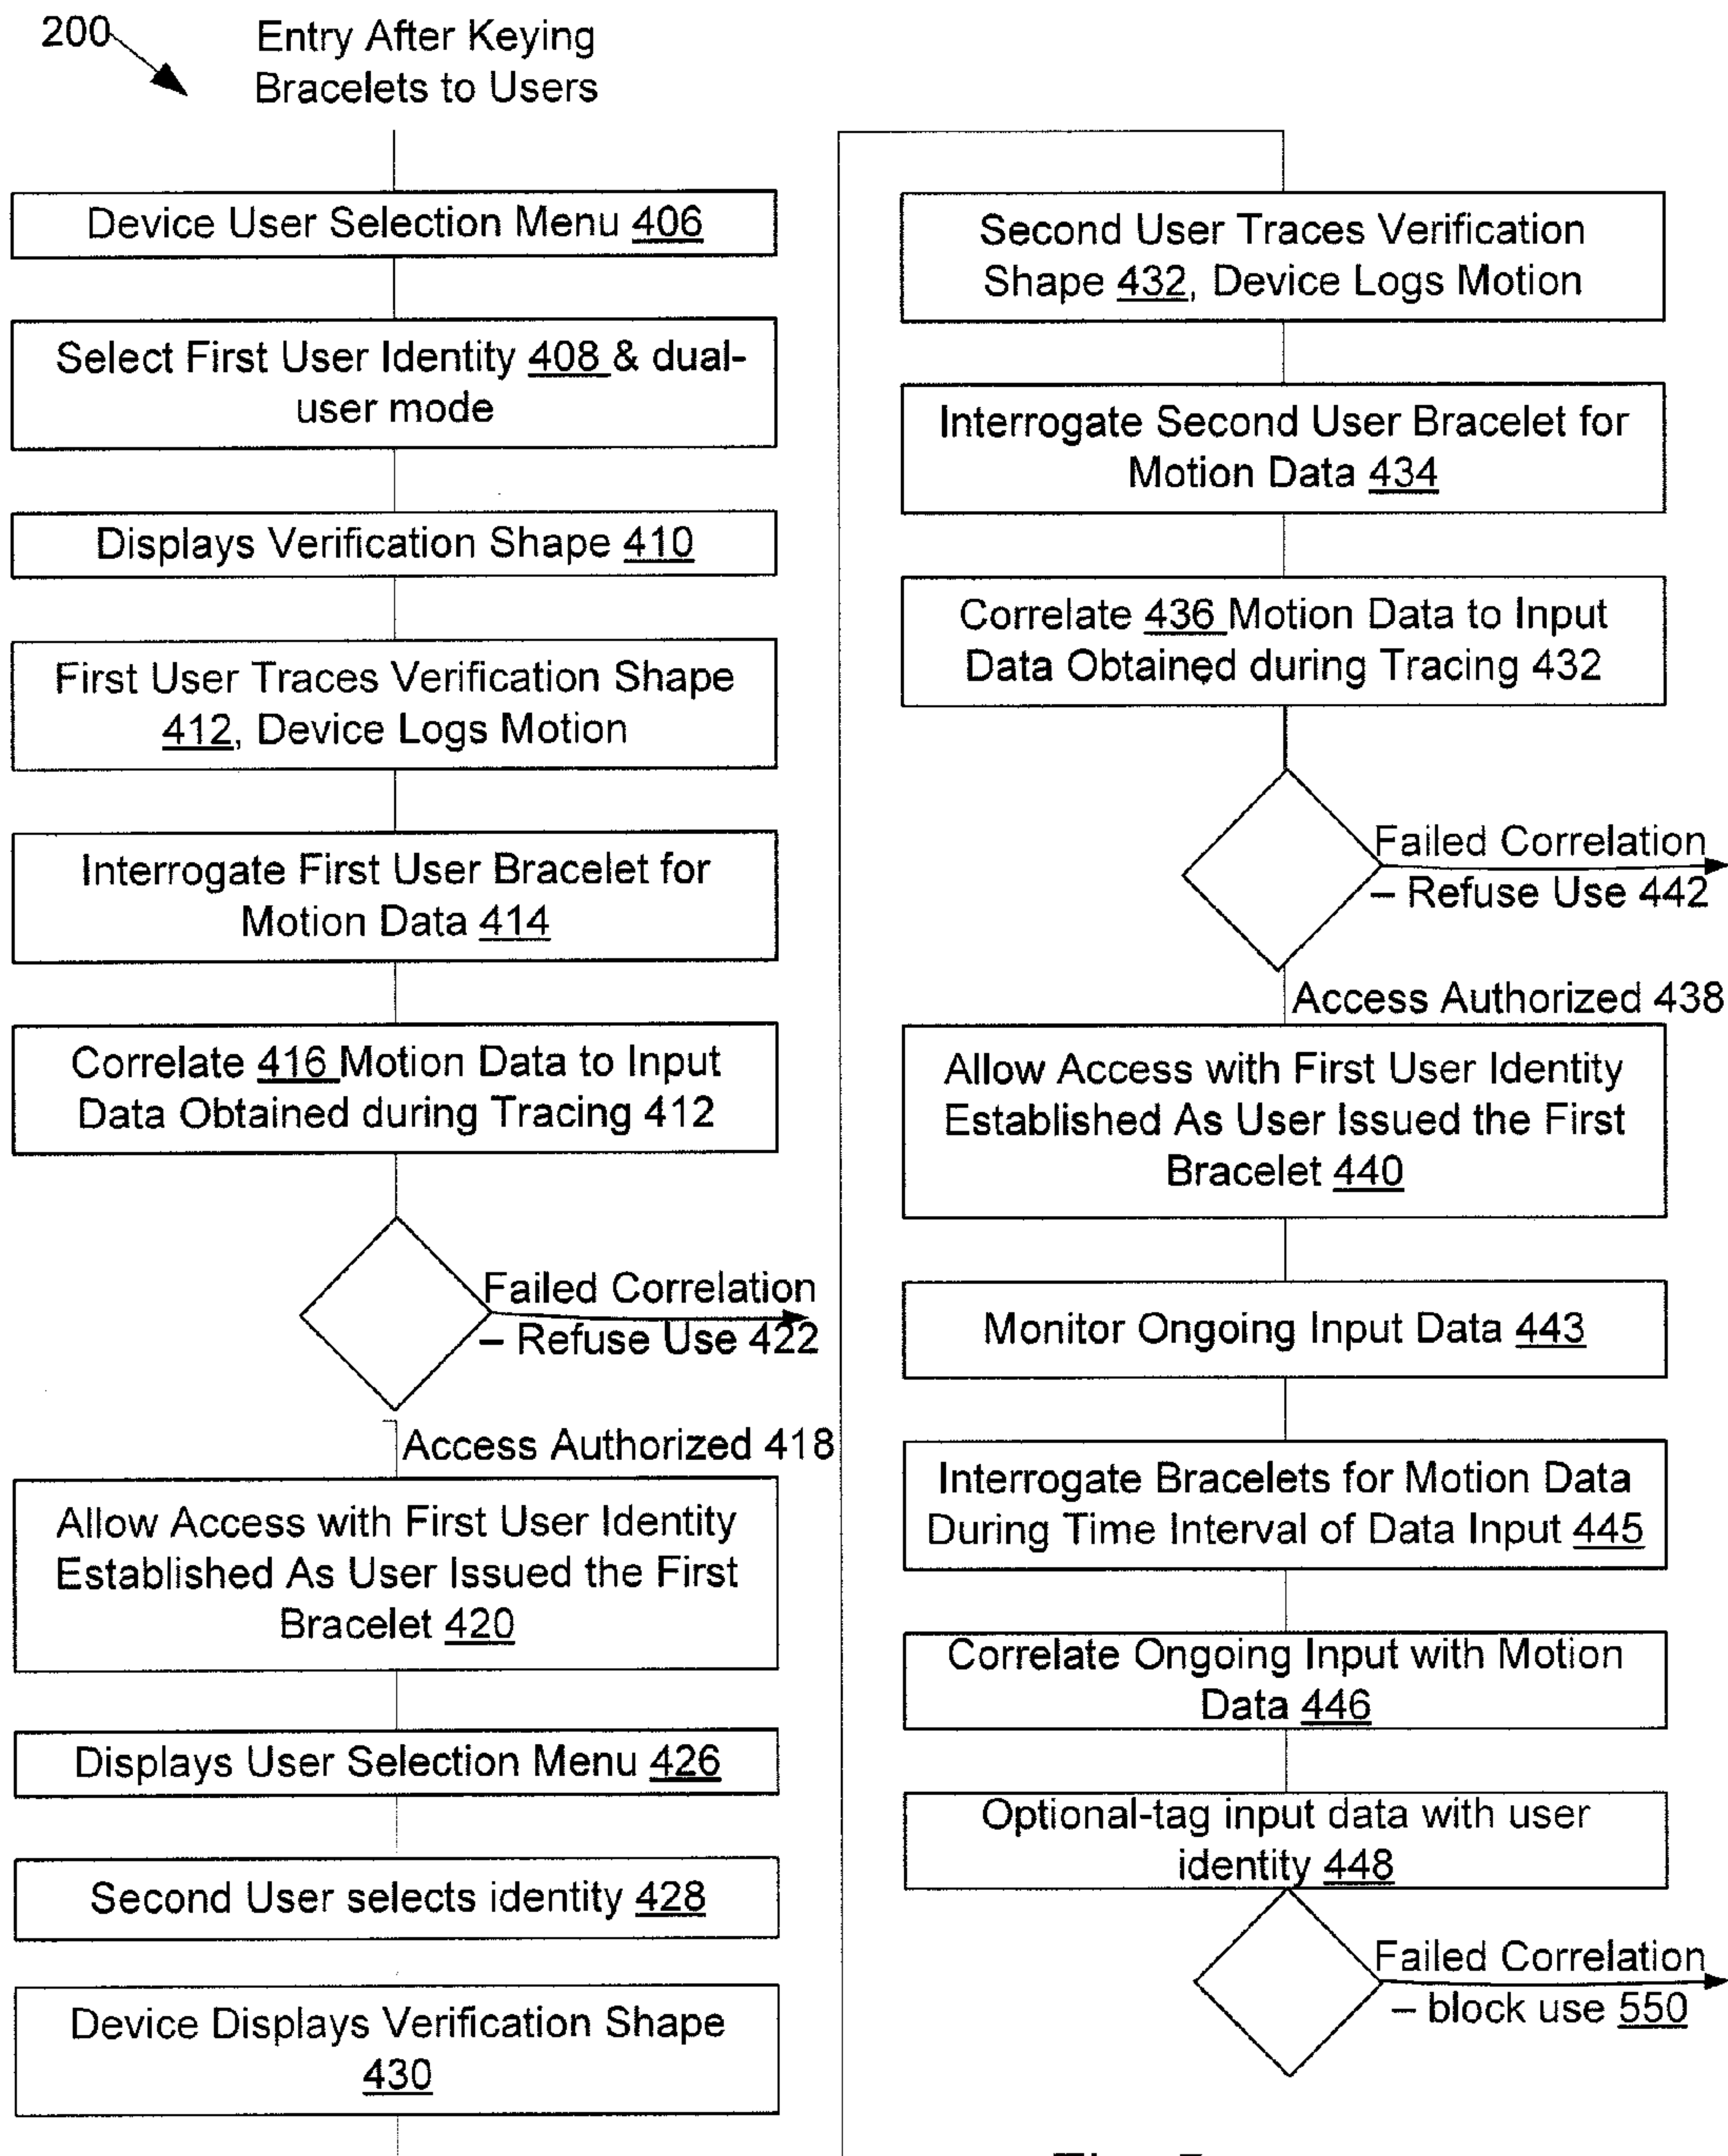 200
Entry After Keying
Bracelets to Users
Device User Selection Menu 406
Select First User Identity 408 & dual-
user mode
Displays Verification Shape 410
First User Traces Verification Shape
412, Device Logs Motion
Interrogate First User Bracelet for
Motion Data 414
Correlate 416 Motion Data to Input
Data Obtained during Tracing 412
Failed Correlation
– Refuse Use 422
Access Authorized 418
Allow Access with First User Identity
Established As User Issued the First
Bracelet 420
Displays User Selection Menu 426
Second User selects identity 428
Device Displays Verification Shape
430
Second User Traces Verification
Shape 432, Device Logs Motion
Interrogate Second User Bracelet for
Motion Data 434
Correlate 436 Motion Data to Input
Data Obtained during Tracing 432
Failed Correlation
– Refuse Use 442
Access Authorized 438
Allow Access with First User Identity
Established As User Issued the First
Bracelet 440
Monitor Ongoing Input Data 443
Interrogate Bracelets for Motion Data
During Time Interval of Data Input 445
Correlate Ongoing Input with Motion
Data 446
Optional-tag input data with user
identity 448
Failed Correlation
– block use 550